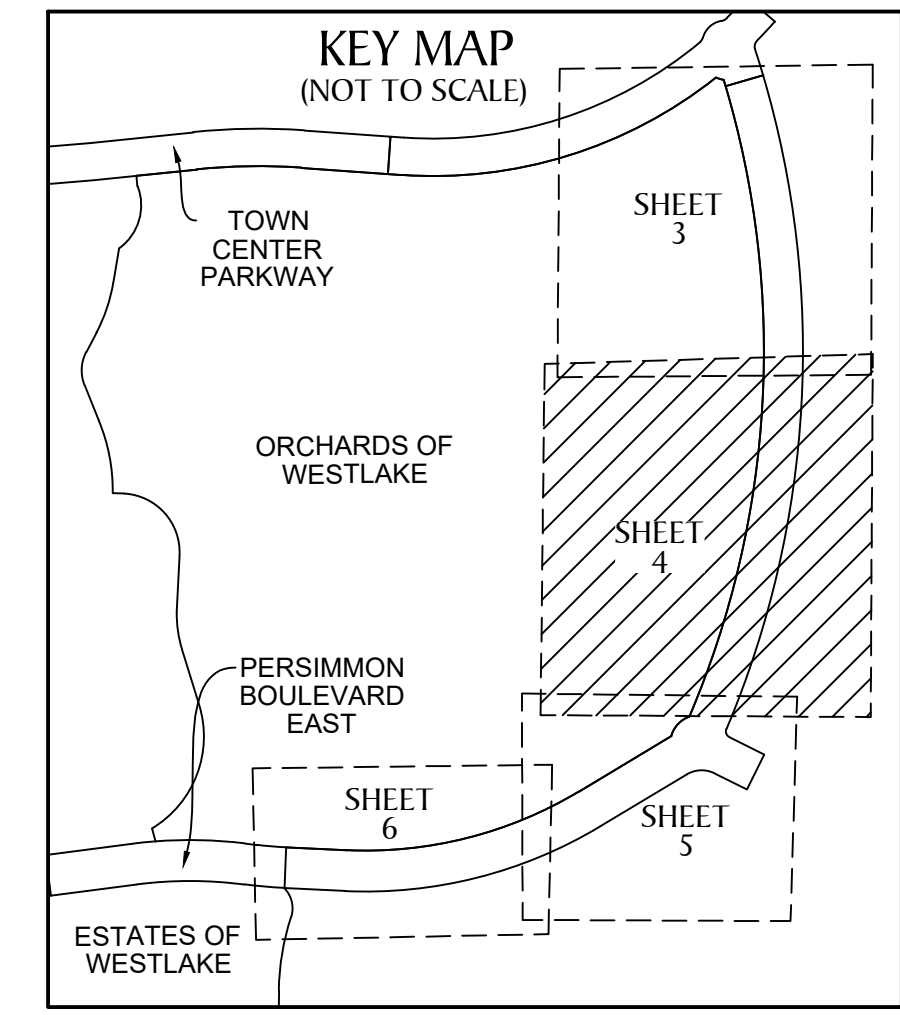 KEY MAP
(NOT TO SCALE)
TOWN
CENTER
PARKWAY
SHEET
3
ORCHARDS OF
WESTLAKE
SHEET
4
PERSIMMON
BOULEVARD
EAST
SHEET
6
SHEET
5
ESTATES OF
WESTLAKE